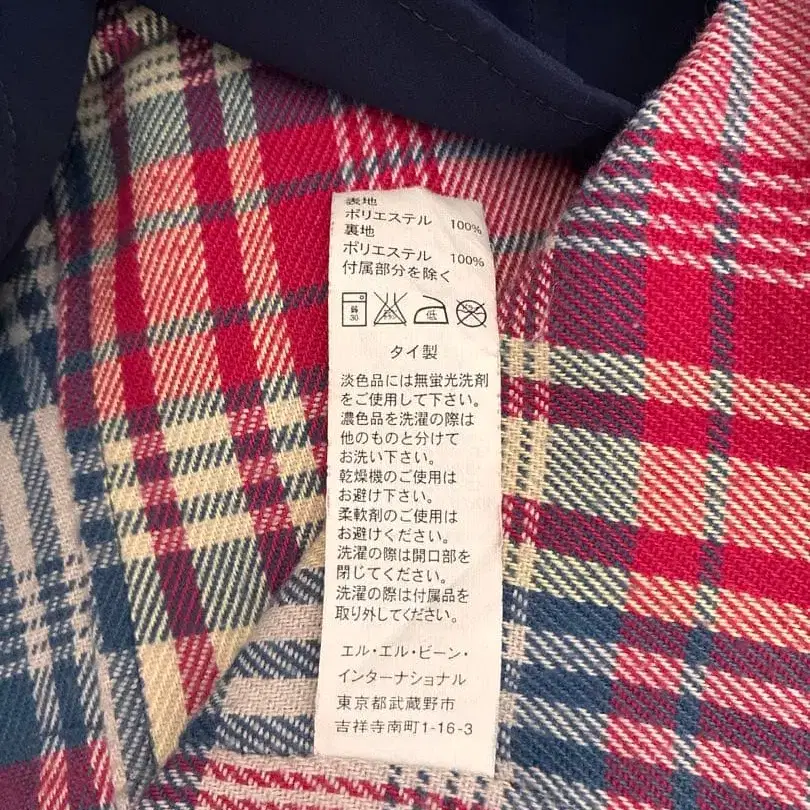 表地
ポリエステル 100%
裏地
ポリエステル 100%
付属部分を除く
弱 30 低
タイ製
淡色品には無蛍光洗剤
をご使用して下さい。
濃色品を洗濯の際は
他のものと分けて
お洗い下さい。
乾燥機のご使用は
お避け下さい。
柔軟剤のご使用は
お避けください。
洗濯の際は開口部を
閉じてください。
洗濯の際は付属品を
取り外してください。
エル・エル・ビーン・
インターナショナル
東京都武蔵野市
吉祥寺南町1-16-3